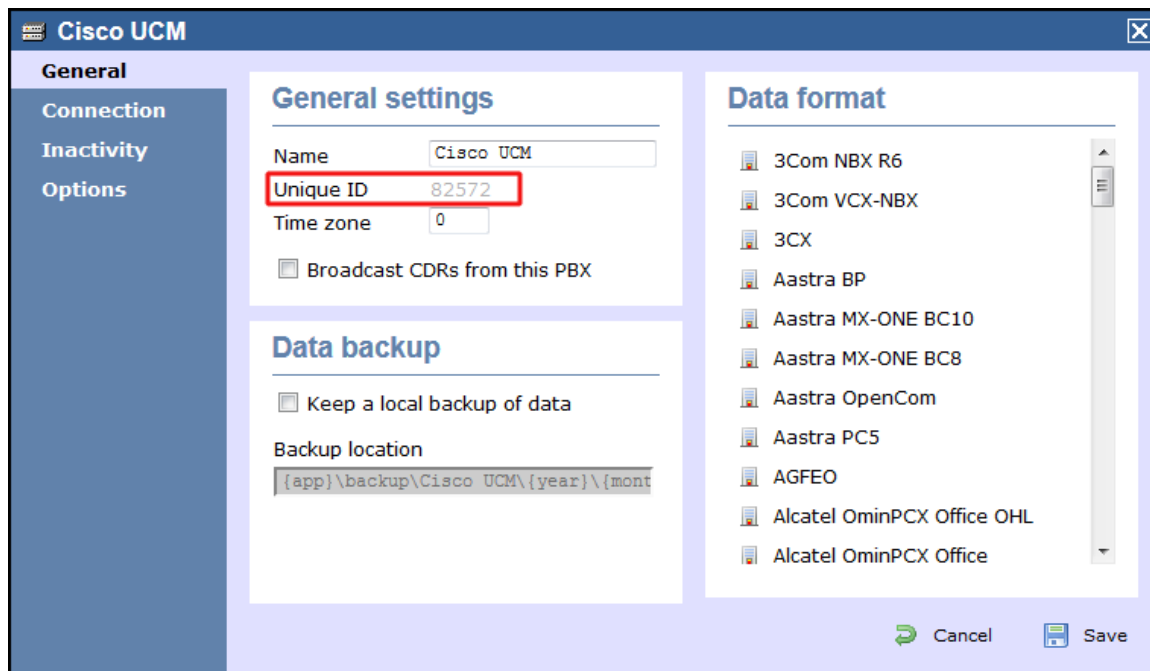 Cisco UCM
General
Connection
Inactivity
Options
General settings
Name Cisco UCM
Unique ID 82572
Time zone 0
Broadcast CDRs from this PBX
Data backup
Keep a local backup of data
Backup location
{app}\backup\Cisco UCM\{year}\{mont
Data format
3Com NBX R6
3Com VCX-NBX
3CX
Aastra BP
Aastra MX-ONE BC10
Aastra MX-ONE BC8
Aastra OpenCom
Aastra PC5
AGFEO
Alcatel OminPCX Office OHL
Alcatel OminPCX Office
Cancel Save